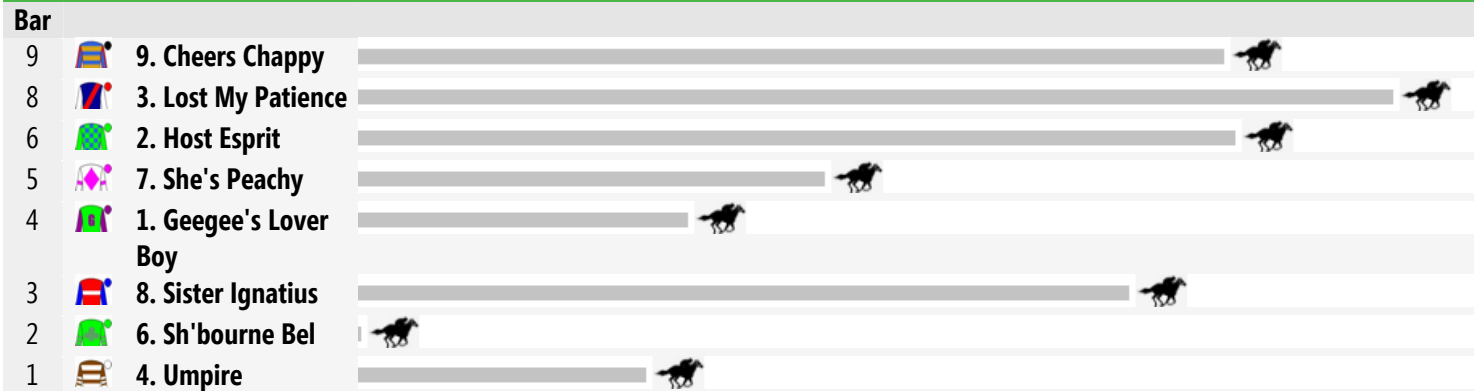 Bar
9 9. Cheers Chappy
8 3. Lost My Patience
6 2. Host Esprit
5 7. She's Peachy
4 G 1. Geegee's Lover
Boy
3 8. Sister Ignatius
2 6. Sh'bourne Bel
1 4. Umpire